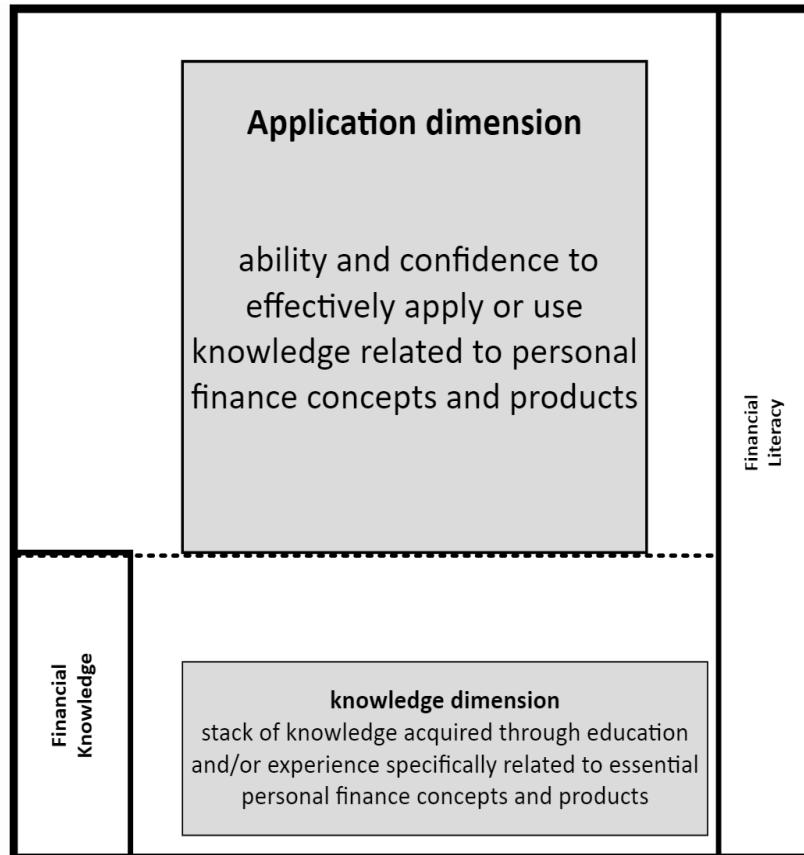 Application dimension
ability and confidence to
effectively apply or use
knowledge related to personal
finance concepts and products
Financial
Literacy
Financial
Knowledge
knowledge dimension
stack of knowledge acquired through education
and/or experience specifically related to essential
personal finance concepts and products